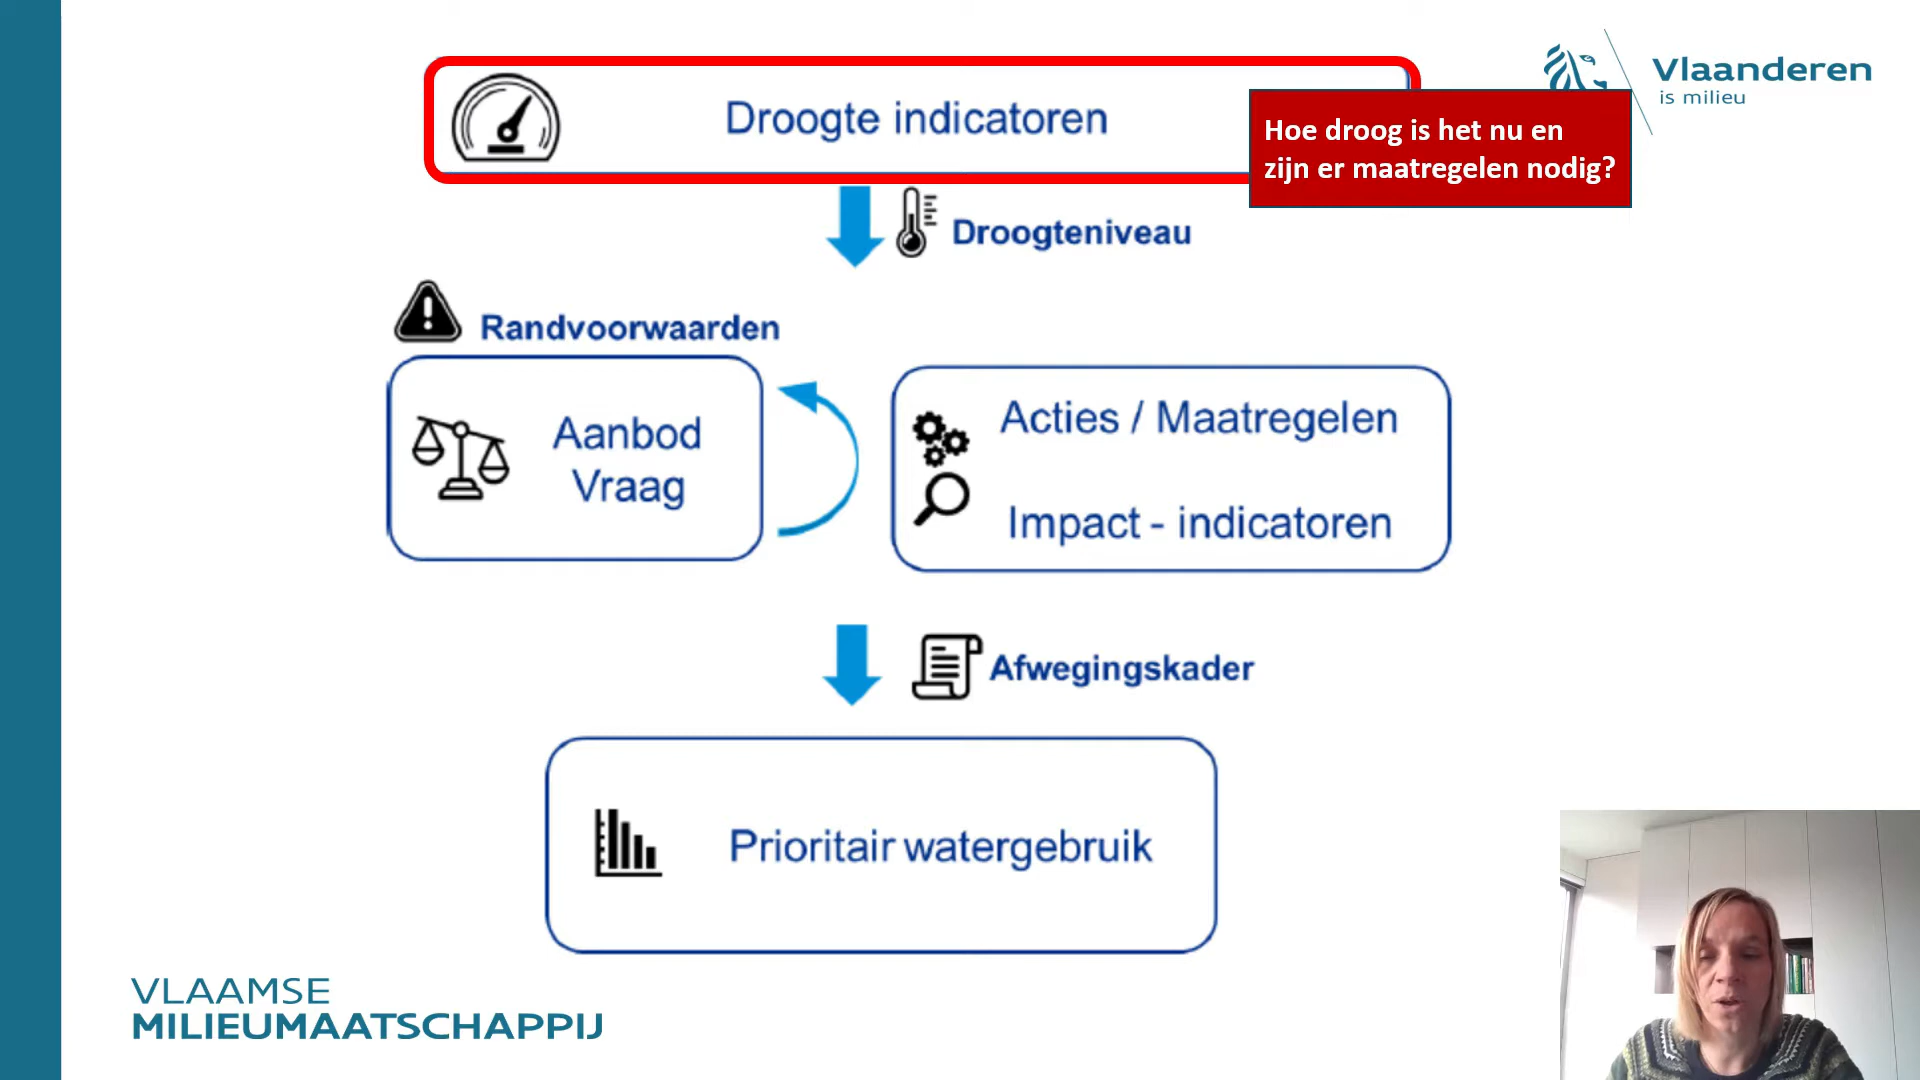 Droogte indicatoren
Vlaanderen
is milieu
Hoe droog is het nu en
zijn er maatregelen nodig?
Droogteniveau
Randvoorwaarden
Aanbod
Vraag
Acties / Maatregelen
Impact - indicatoren
Afwegingskader
Prioritair watergebruik
VLAAMSE
MILIEUMAATSCHAPPIJ